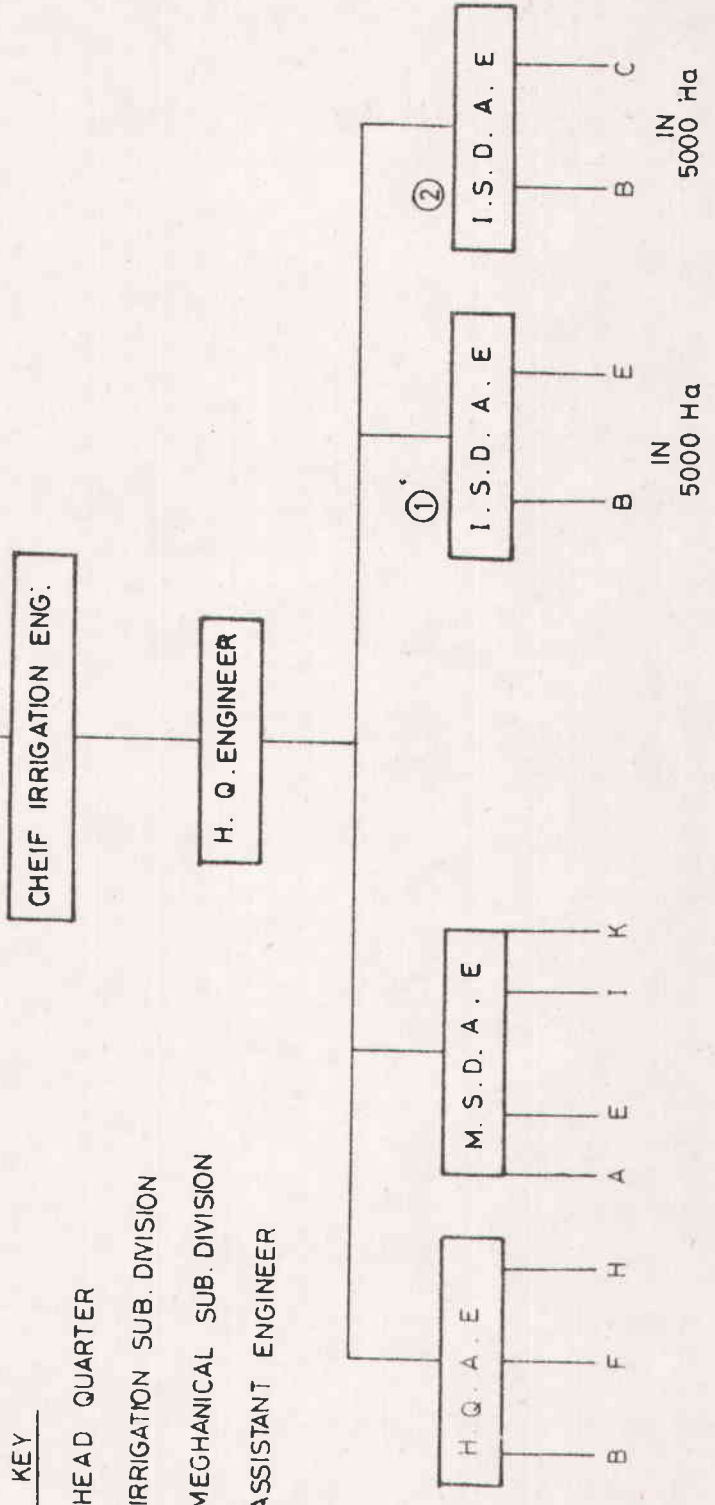 KEY
HEAD QUARTER
IRRIGATION SUB. DIVISION
MEGHANICAL SUB. DIVISION
ASSISTANT ENGINEER
CHEIF IRRIGATION ENG.
H. Q. ENGINEER
H. Q. A. E
B F H
M. S. D. A. E
A E I K
①
I. S. D. A. E
B E
IN
5000 Ha
②
I. S. D. A. E
B C
IN
5000 Ha